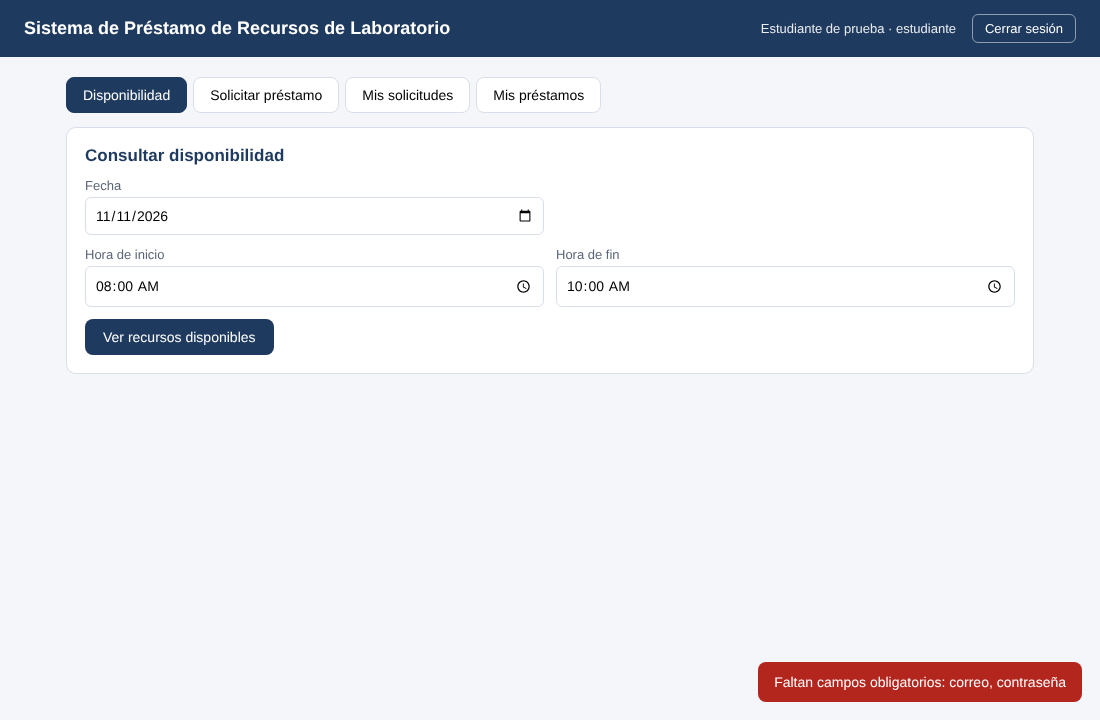 Sistema de Préstamo de Recursos de Laboratorio
Estudiante de prueba · estudiante
Cerrar sesión
Disponibilidad
Solicitar préstamo
Mis solicitudes
Mis préstamos
Consultar disponibilidad
Fecha
11/11/2026
Hora de inicio
Hora de fin
08:00 AM
10:00 AM
Ver recursos disponibles
Faltan campos obligatorios: correo, contraseña